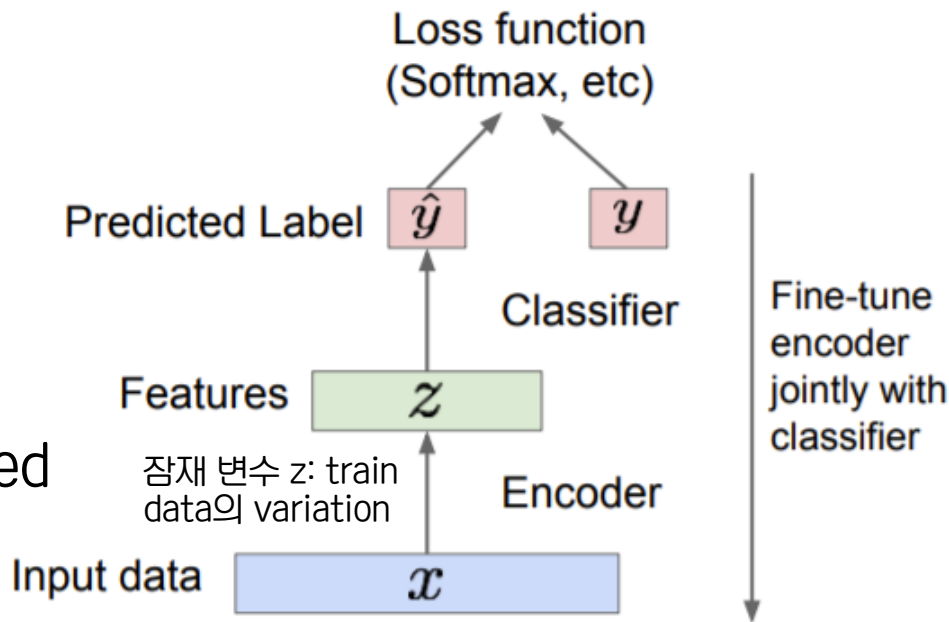 Loss function
(Softmax, etc)
Predicted Label
ŷ
y
Classifier
Fine-tune
encoder
jointly with
classifier
Features
z
ed
잠재 변수 z: train
data의 variation
Encoder
Input data
x